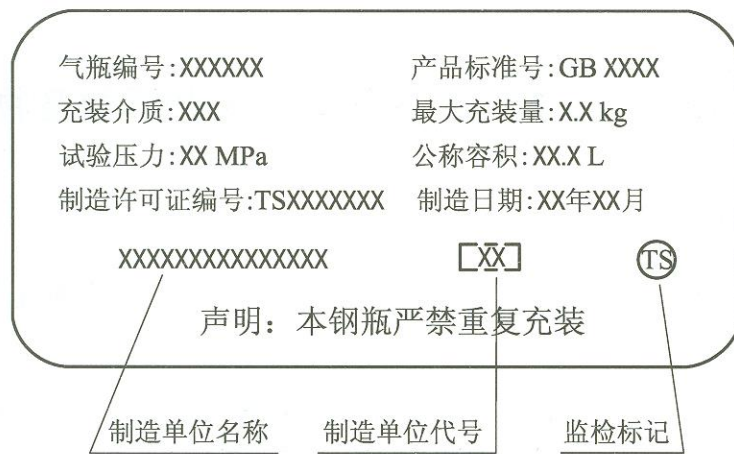 气瓶编号:XXXXXX 产品标准号:GB XXXX
充装介质:XXX 最大充装量:X.X kg
试验压力:XX MPa 公称容积:XX.X L
制造许可证编号:TSXXXXXXX 制造日期:XX年XX月
XXXXXXXXXXXXXXX XX TS
声明：本钢瓶严禁重复充装
制造单位名称 制造单位代号 监检标记